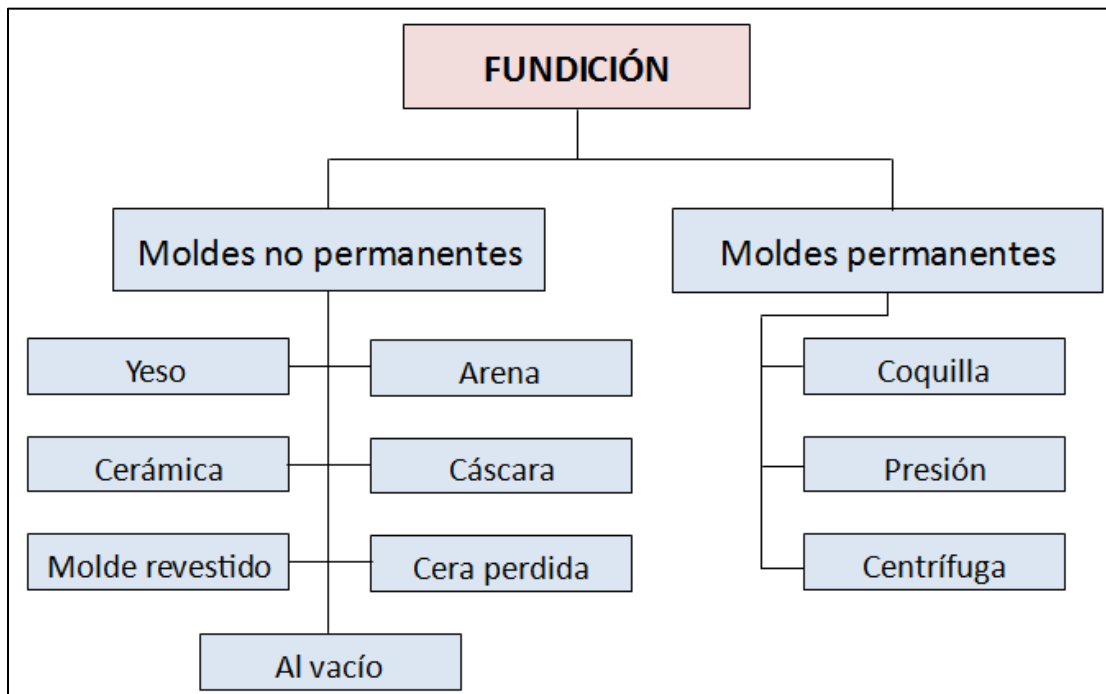 FUNDICIÓN
Moldes no permanentes
Moldes permanentes
Yeso
Arena
Coquilla
Cerámica
Cáscara
Presión
Molde revestido
Cera perdida
Centrífuga
Al vacío